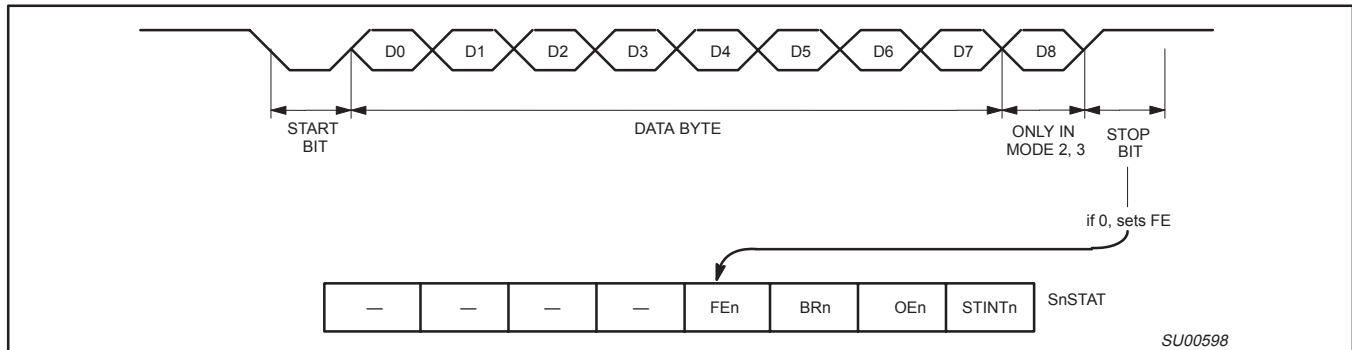 D0 D1 D2 D3 D4 D5 D6 D7 D8
START
BIT
DATA BYTE
ONLY IN
MODE 2, 3
STOP
BIT
if 0, sets FE
— — — — FEn BRn OEn STINTn SnSTAT
SU00598